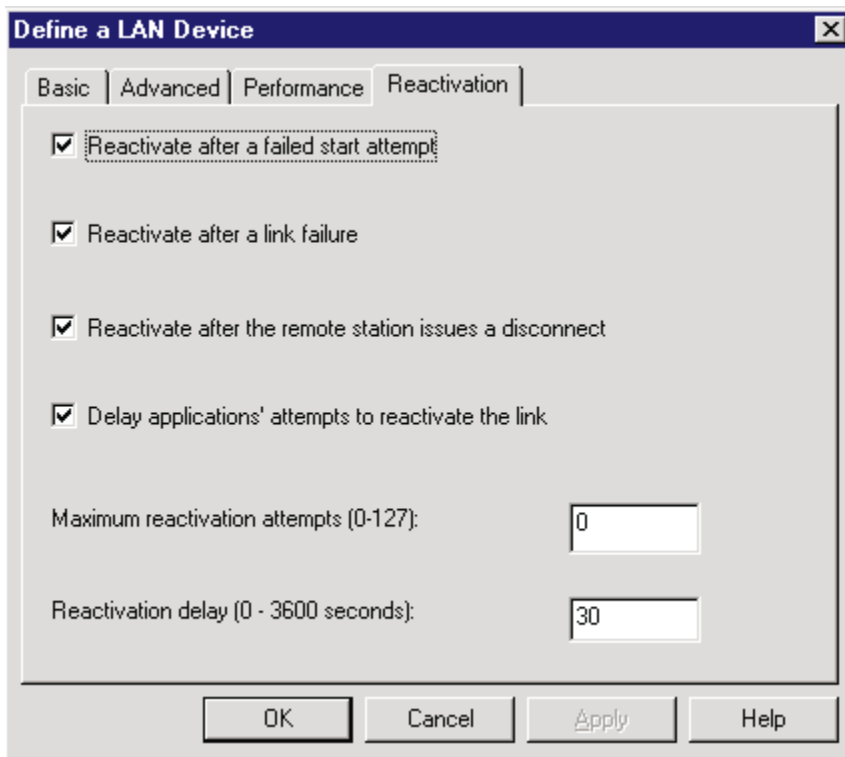 Define a LAN Device
Basic Advanced Performance Reactivation
Reactivate after a failed start attempt
Reactivate after a link failure
Reactivate after the remote station issues a disconnect
Delay applications' attempts to reactivate the link
Maximum reactivation attempts (0-127): 0
Reactivation delay (0 - 3600 seconds): 30
OK Cancel Apply Help